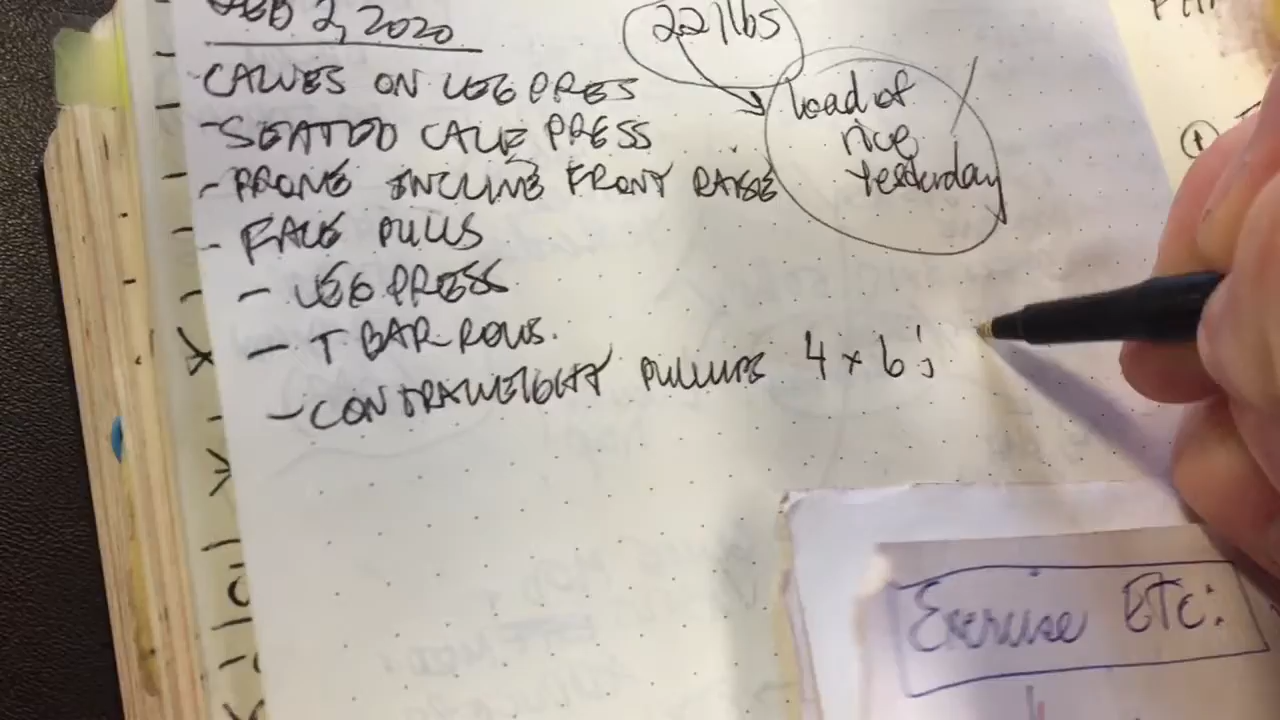 FEB 2, 2020
221lbs
CALVES ON LEG PRES
- SEATED CALF PRESS
- PRONE INCLINE FRONT RAISE
- FACE PULLS
- LEG PRESS
- T BAR ROWS.
- CONTRAWEIGHT PULLUPS 4 x 6's
Load of
rice
Yesterday
Exercise ETC: